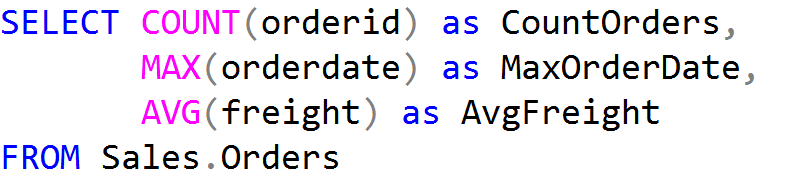 SELECT COUNT(orderid) as CountOrders,
MAX(orderdate) as MaxOrderDate,
AVG(freight) as AvgFreight
FROM Sales.Orders